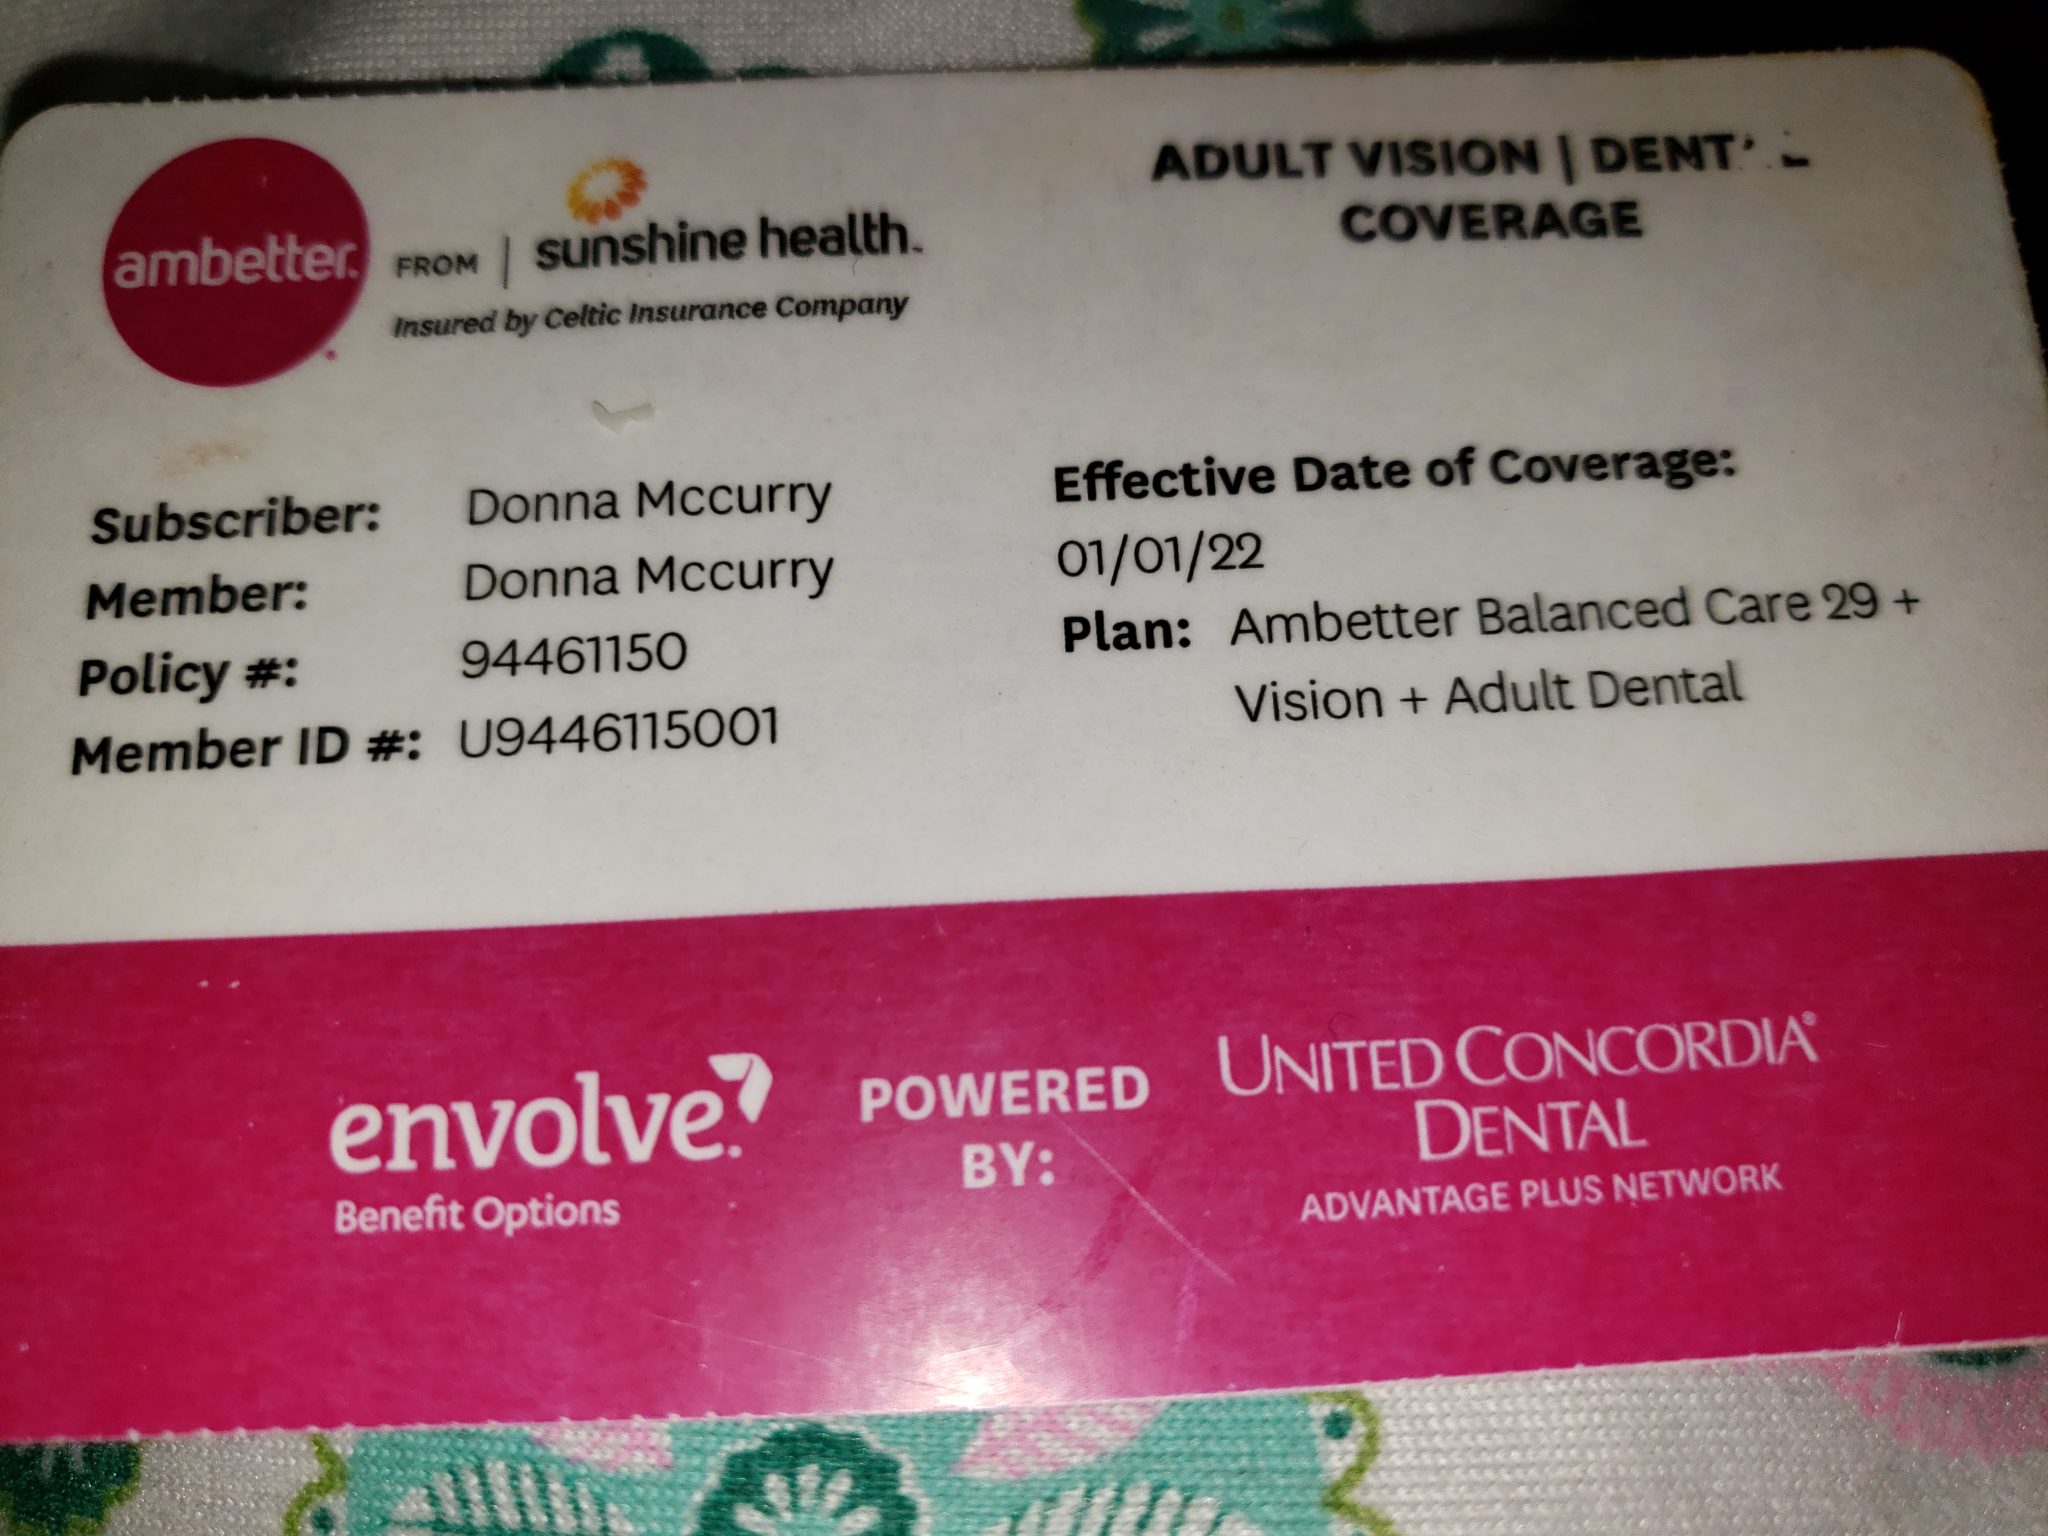 ambetter.
FROM | sunshine health™
Insured by Celtic Insurance Company
ADULT VISION | DENT L
COVERAGE
Subscriber: Donna Mccurry
Member: Donna Mccurry
Policy #: 94461150
Member ID #: U9446115001
Effective Date of Coverage:
01/01/22
Plan: Ambetter Balanced Care 29 +
Vision + Adult Dental
envolve.
Benefit Options
POWERED
BY:
UNITED CONCORDIA®
DENTAL
ADVANTAGE PLUS NETWORK